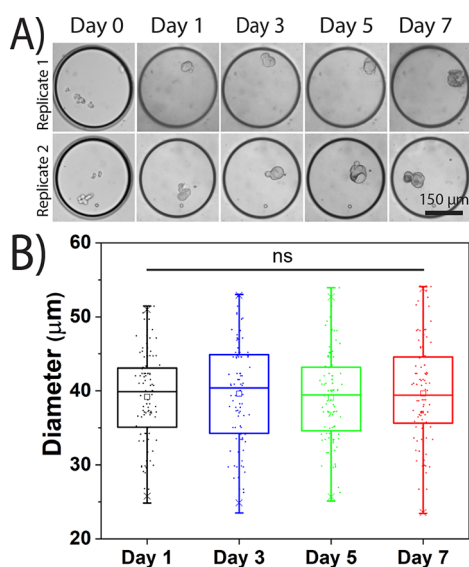 A)
Day 0 Day 1 Day 3 Day 5 Day 7
Replicate 1
Replicate 2
150 µm
B)
60
ns
50
40
30
20
Diameter (µm)
Day 1 Day 3 Day 5 Day 7